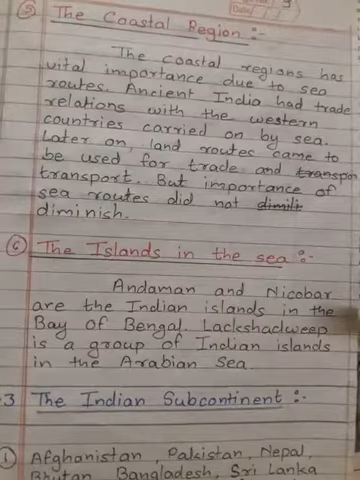 ⑤ The Coastal Region :-
The coastal regions has
vital importance due to sea
routes. Ancient India had trade
relations with the western
countries carried on by sea.
Later on, land routes came to
be used for trade and transpor
transport. But importance of
sea routes did not dimilit
diminish.
⑥ The Islands in the sea :-
Andaman and Nicobar
are the Indian islands in the
Bay of Bengal. Lackshadweep
is a group of Indian islands
in the Arabian Sea.
3 The Indian Subcontinent :-
① Afghanistan, Pakistan, Nepal,
Bhutan, Bangladesh, Sri Lanka